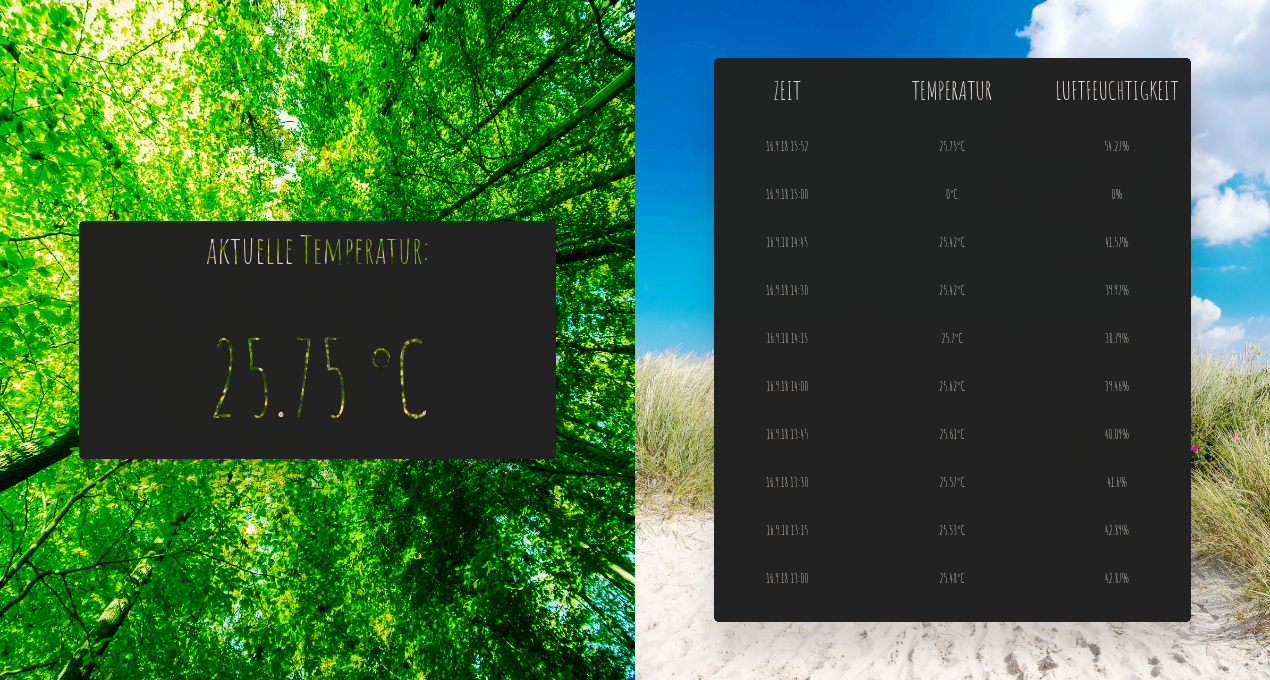 AKTUELLE TEMPERATUR:
25.75 °C
ZEIT TEMPERATUR LUFTFEUCHTIGKEIT
16.9.18 15:52 25.75°C 54.27%
16.9.18 15:00 0°C 0%
16.9.18 14:45 25.42°C 41.57%
16.9.18 14:30 25.42°C 39.97%
16.9.18 14:15 25.7°C 38.79%
16.9.18 14:00 25.62°C 39.46%
16.9.18 13:45 25.61°C 40.09%
16.9.18 13:30 25.57°C 41.6%
16.9.18 13:15 25.53°C 42.89%
16.9.18 13:00 25.48°C 42.87%